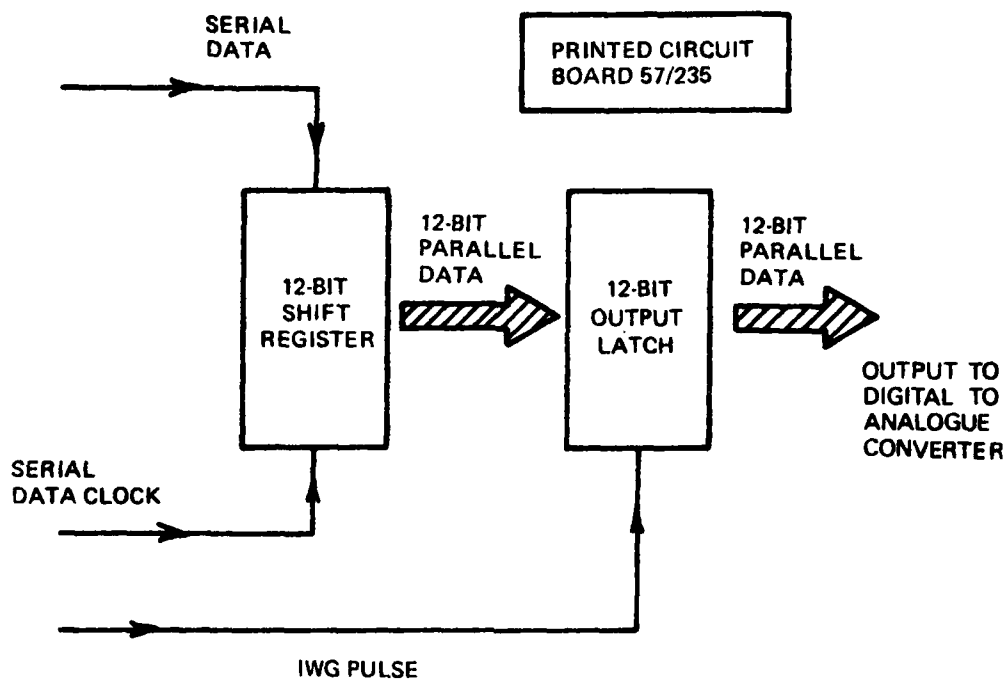 SERIAL
DATA
PRINTED CIRCUIT
BOARD 57/235
12-BIT
SHIFT
REGISTER
12-BIT
PARALLEL
DATA
12-BIT
OUTPUT
LATCH
12-BIT
PARALLEL
DATA
OUTPUT TO
DIGITAL TO
ANALOGUE
CONVERTER
SERIAL
DATA CLOCK
IWG PULSE